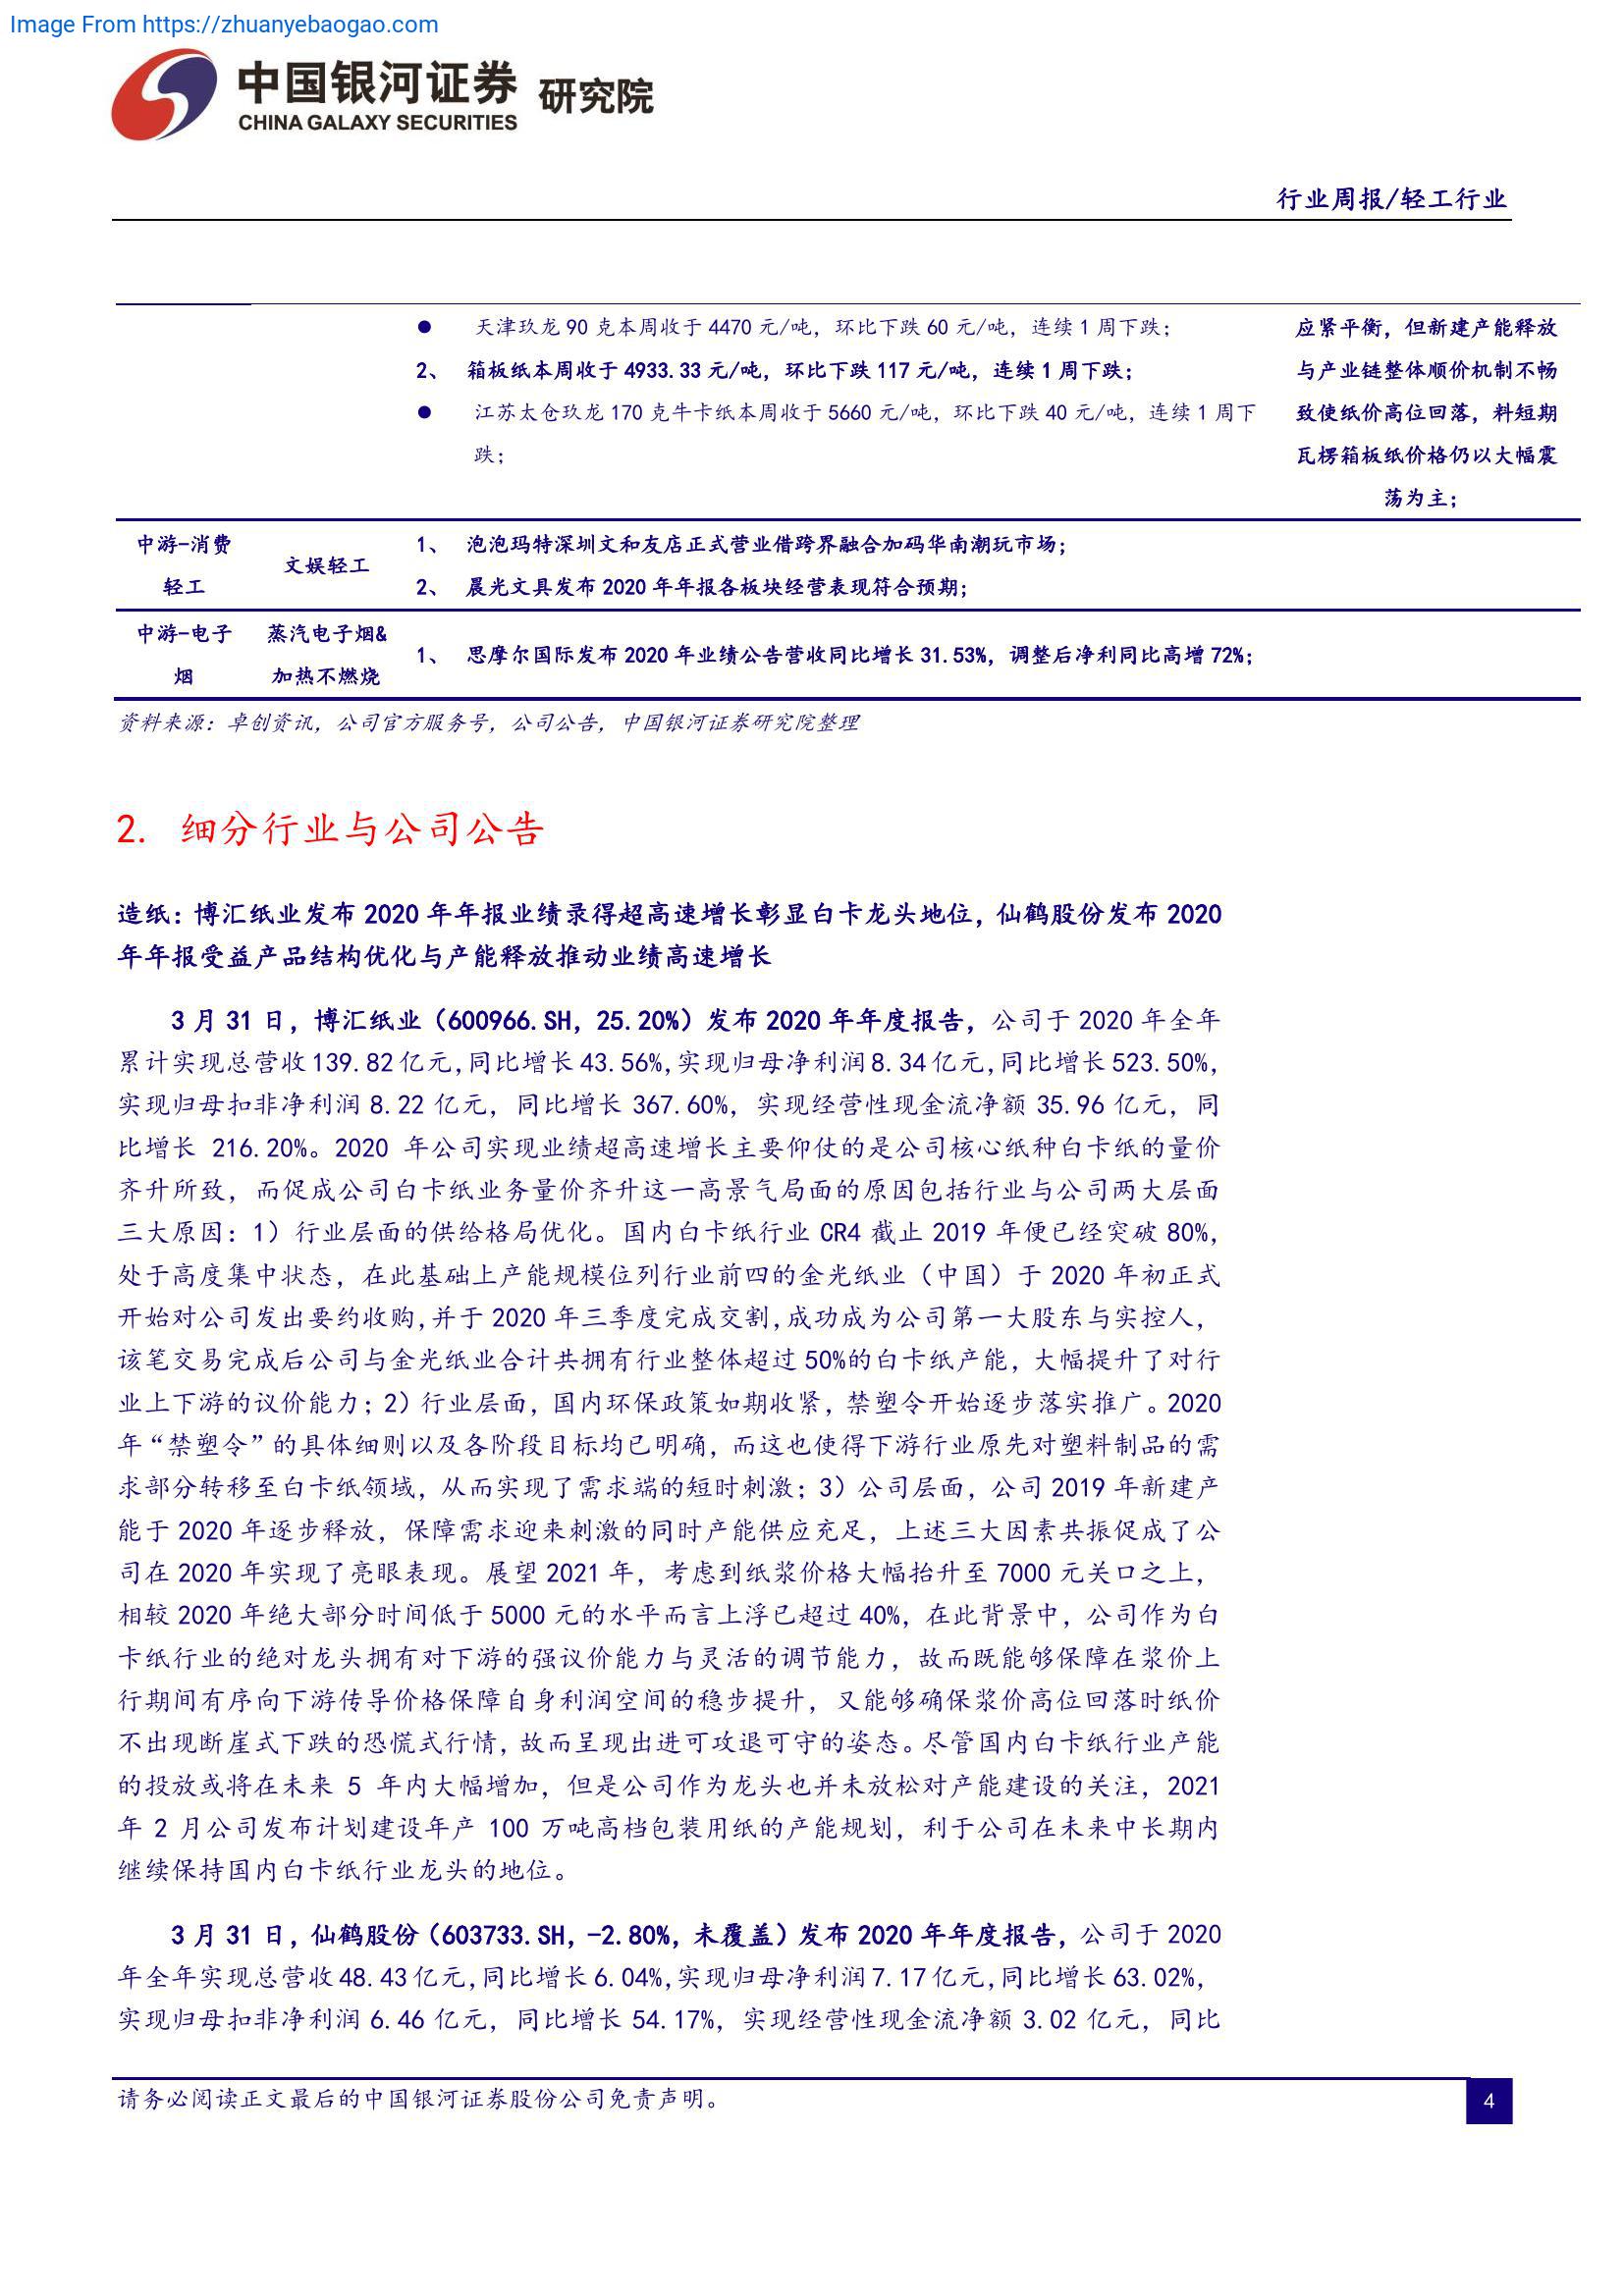 Image From https://zhuanyebaogao.com
中国银河证券 研究院
CHINA GALAXY SECURITIES
行业周报/轻工行业
● 天津玖龙 90 克本周收于 4470 元/吨，环比下跌 60 元/吨，连续 1 周下跌；
2、 箱板纸本周收于 4933.33 元/吨，环比下跌 117 元/吨，连续 1 周下跌；
● 江苏太仓玖龙 170 克牛卡纸本周收于 5660 元/吨，环比下跌 40 元/吨，连续 1 周下
跌；
应紧平衡，但新建产能释放
与产业链整体顺价机制不畅
致使纸价高位回落，料短期
瓦楞箱板纸价格仍以大幅震
荡为主；
中游-消费
轻工
文娱轻工
1、 泡泡玛特深圳文和友店正式营业借跨界融合加码华南潮玩市场；
2、 晨光文具发布 2020 年年报各板块经营表现符合预期；
中游-电子
烟
蒸汽电子烟&
加热不燃烧
1、 思摩尔国际发布 2020 年业绩公告营收同比增长 31.53%，调整后净利同比高增 72%；
资料来源：卓创资讯，公司官方服务号，公司公告，中国银河证券研究院整理
2. 细分行业与公司公告
造纸：博汇纸业发布 2020 年年报业绩录得超高速增长彰显白卡龙头地位，仙鹤股份发布 2020
年年报受益产品结构优化与产能释放推动业绩高速增长
3 月 31 日，博汇纸业（600966.SH，25.20%）发布 2020 年年度报告，公司于 2020 年全年
累计实现总营收 139.82 亿元，同比增长 43.56%，实现归母净利润 8.34 亿元，同比增长 523.50%，
实现归母扣非净利润 8.22 亿元，同比增长 367.60%，实现经营性现金流净额 35.96 亿元，同
比增长 216.20%。2020 年公司实现业绩超高速增长主要仰仗的是公司核心纸种白卡纸的量价
齐升所致，而促成公司白卡纸业务量价齐升这一高景气局面的原因包括行业与公司两大层面
三大原因：1）行业层面的供给格局优化。国内白卡纸行业 CR4 截止 2019 年便已经突破 80%，
处于高度集中状态，在此基础上产能规模位列行业前四的金光纸业（中国）于 2020 年初正式
开始对公司发出要约收购，并于 2020 年三季度完成交割，成功成为公司第一大股东与实控人，
该笔交易完成后公司与金光纸业合计共拥有行业整体超过 50%的白卡纸产能，大幅提升了对行
业上下游的议价能力；2）行业层面，国内环保政策如期收紧，禁塑令开始逐步落实推广。2020
年“禁塑令”的具体细则以及各阶段目标均已明确，而这也使得下游行业原先对塑料制品的需
求部分转移至白卡纸领域，从而实现了需求端的短时刺激；3）公司层面，公司 2019 年新建产
能于 2020 年逐步释放，保障需求迎来刺激的同时产能供应充足，上述三大因素共振促成了公
司在 2020 年实现了亮眼表现。展望 2021 年，考虑到纸浆价格大幅抬升至 7000 元关口之上，
相较 2020 年绝大部分时间低于 5000 元的水平而言上浮已超过 40%，在此背景中，公司作为白
卡纸行业的绝对龙头拥有对下游的强议价能力与灵活的调节能力，故而既能够保障在浆价上
行期间有序向下游传导价格保障自身利润空间的稳步提升，又能够确保浆价高位回落时纸价
不出现断崖式下跌的恐慌式行情，故而呈现出进可攻退可守的姿态。尽管国内白卡纸行业产能
的投放或将在未来 5 年内大幅增加，但是公司作为龙头也并未放松对产能建设的关注，2021
年 2 月公司发布计划建设年产 100 万吨高档包装用纸的产能规划，利于公司在未来中长期内
继续保持国内白卡纸行业龙头的地位。
3 月 31 日，仙鹤股份（603733.SH，-2.80%，未覆盖）发布 2020 年年度报告，公司于 2020
年全年实现总营收 48.43 亿元，同比增长 6.04%，实现归母净利润 7.17 亿元，同比增长 63.02%，
实现归母扣非净利润 6.46 亿元，同比增长 54.17%，实现经营性现金流净额 3.02 亿元，同比
请务必阅读正文最后的中国银河证券股份公司免责声明。
4